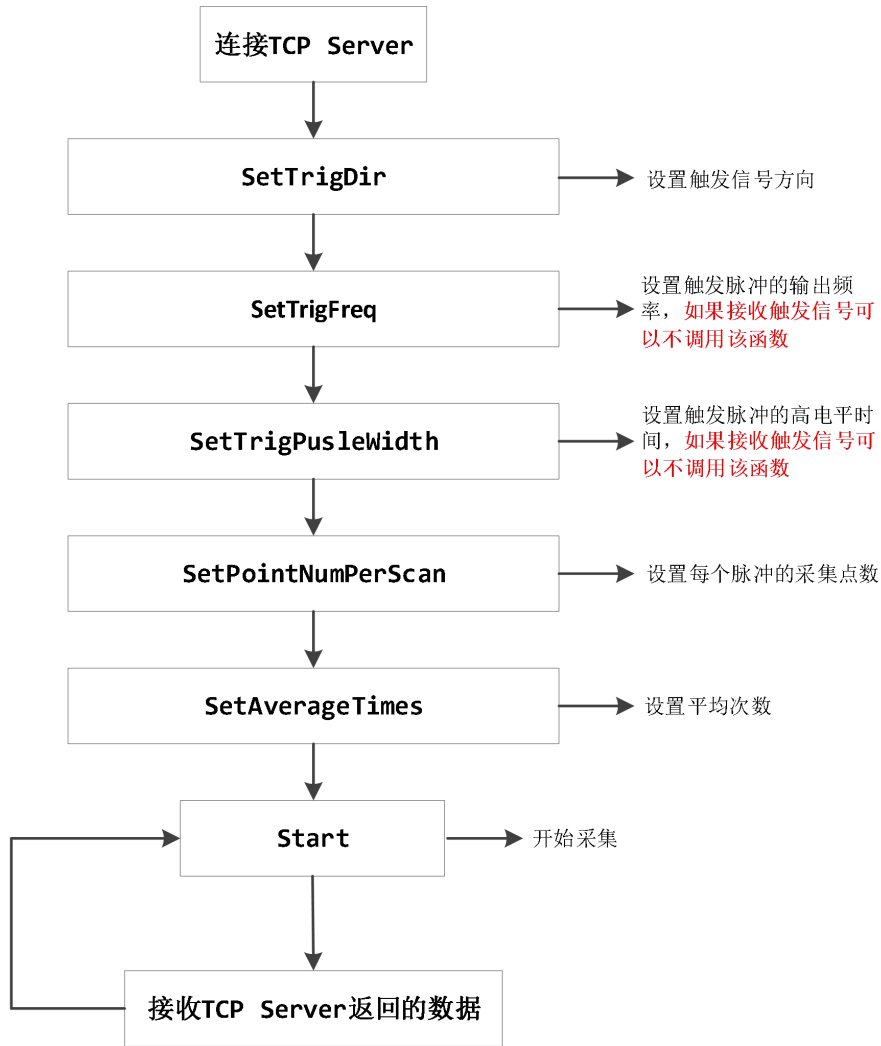 连接TCP Server
SetTrigDir
设置触发信号方向
SetTrigFreq
设置触发脉冲的输出频
率，如果接收触发信号可
以不调用该函数
SetTrigPusleWidth
设置触发脉冲的高电平时
间，如果接收触发信号可
以不调用该函数
SetPointNumPerScan
设置每个脉冲的采集点数
SetAverageTimes
设置平均次数
Start
开始采集
接收TCP Server返回的数据